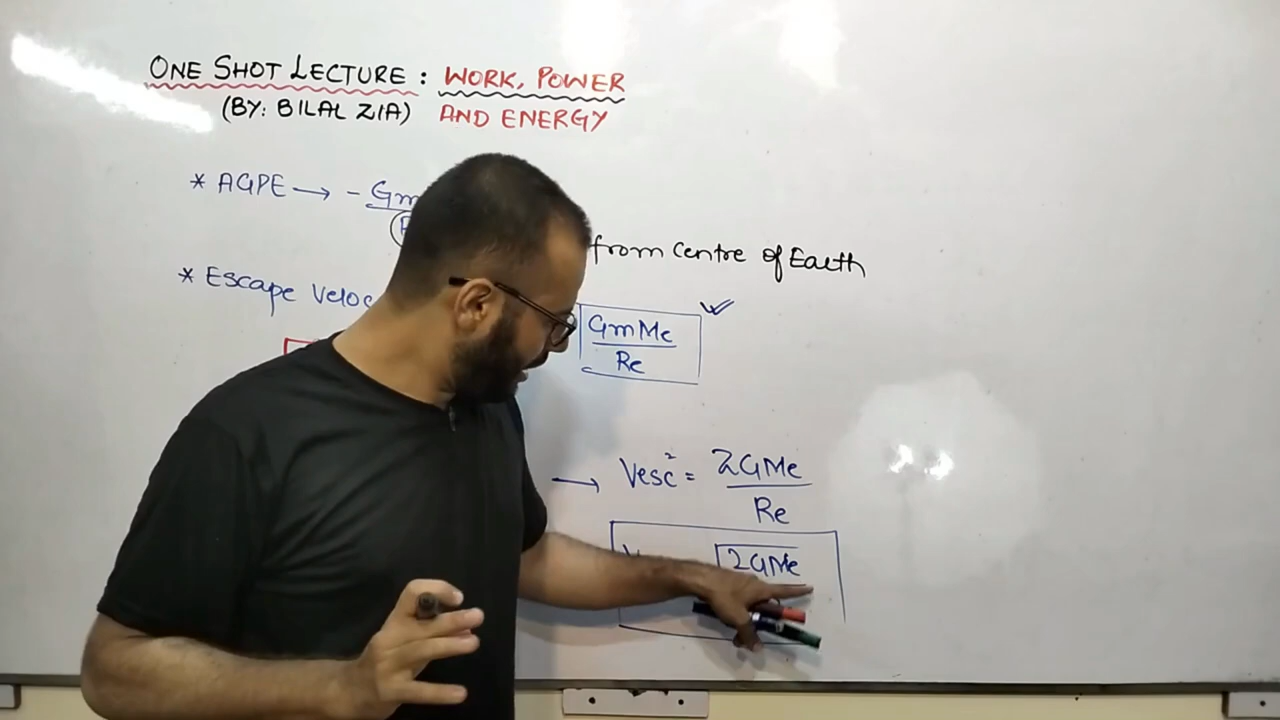 ONE SHOT LECTURE: WORK, POWER
(BY: BILAL ZIA) AND ENERGY
* AGPE → - Gm
from Centre of Earth
* Escape
GmMe
Re
→ Vesc² = 2GMe
Re
2GMe